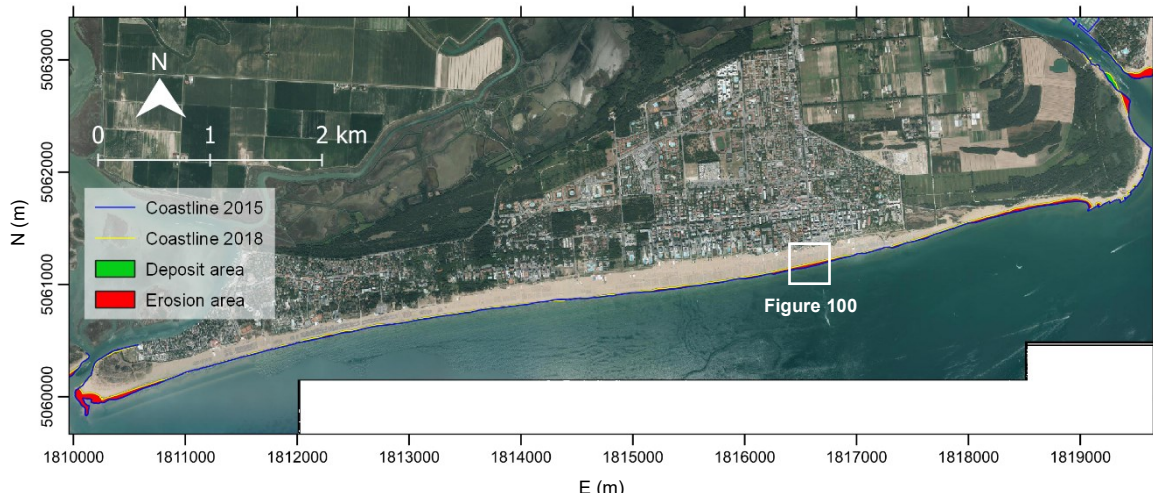 N
0 1 2 km
Coastline 2015
Coastline 2018
Deposit area
Erosion area
Figure 100
N (m)
5063000
5062000
5061000
5060000
1810000 1811000 1812000 1813000 1814000 1815000 1816000 1817000 1818000 1819000
E (m)